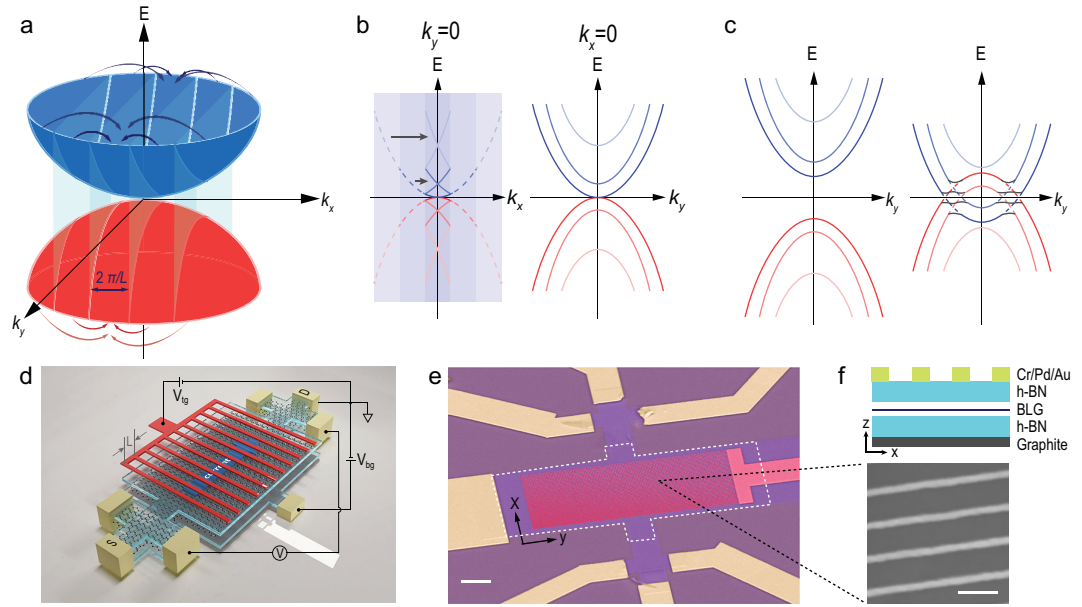 a
E
k_x
k_y
2 π/L
b
k_y=0
k_x=0
E
E
k_x
k_y
c
E
E
k_y
k_y
d
V_tg
L
D
V_bg
S
V
e
X
y
f
Cr/Pd/Au
h-BN
BLG
h-BN
Graphite
z
x